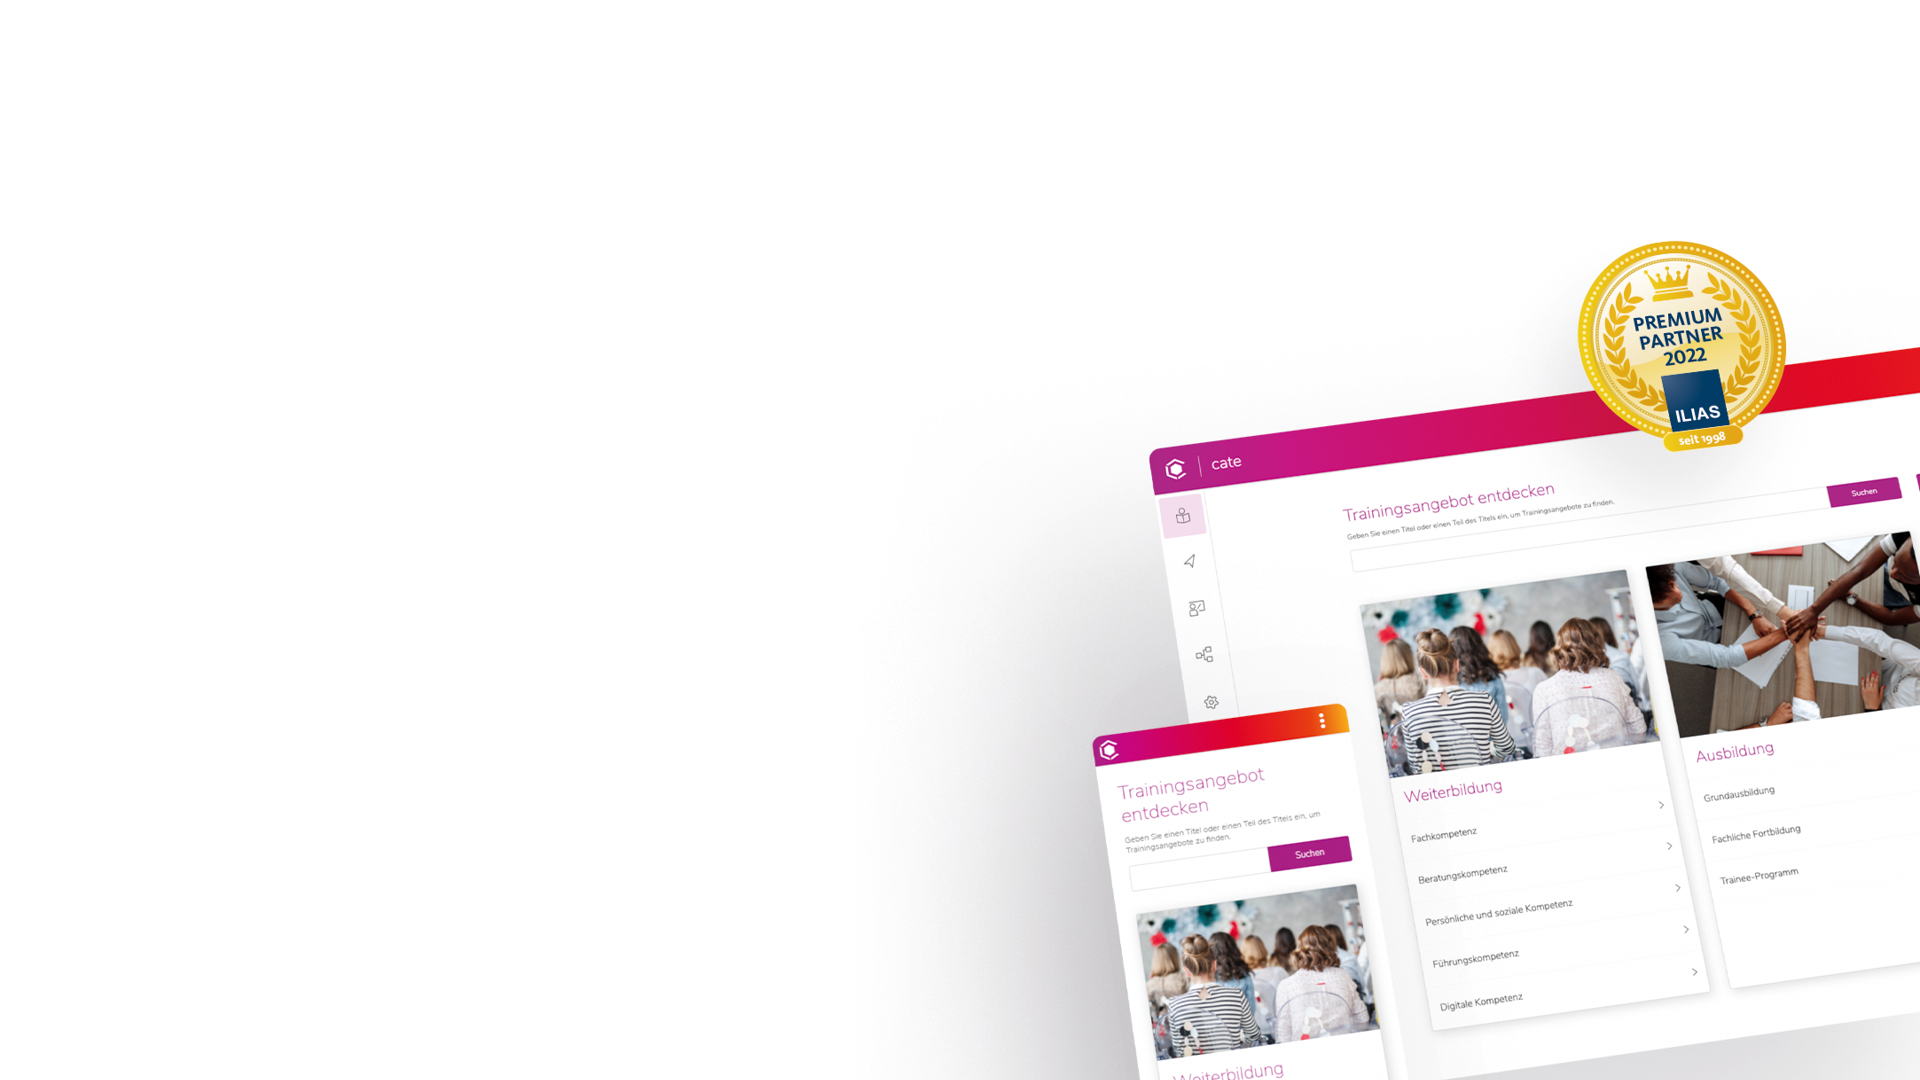 PREMIUM
PARTNER
2022
ILIAS
seit 1998
cate
Trainingsangebot entdecken
Geben Sie einen Titel oder einen Teil des Titels ein, um Trainingsangebote zu finden.
Suchen
Weiterbildung
Fachkompetenz
Beratungskompetenz
Persönliche und soziale Kompetenz
Führungskompetenz
Digitale Kompetenz
Ausbildung
Grundausbildung
Fachliche Fortbildung
Trainee-Programm
Trainingsangebot
entdecken
Geben Sie einen Titel oder einen Teil des Titels ein, um
Trainingsangebote zu finden.
Suchen
Weiterbildung